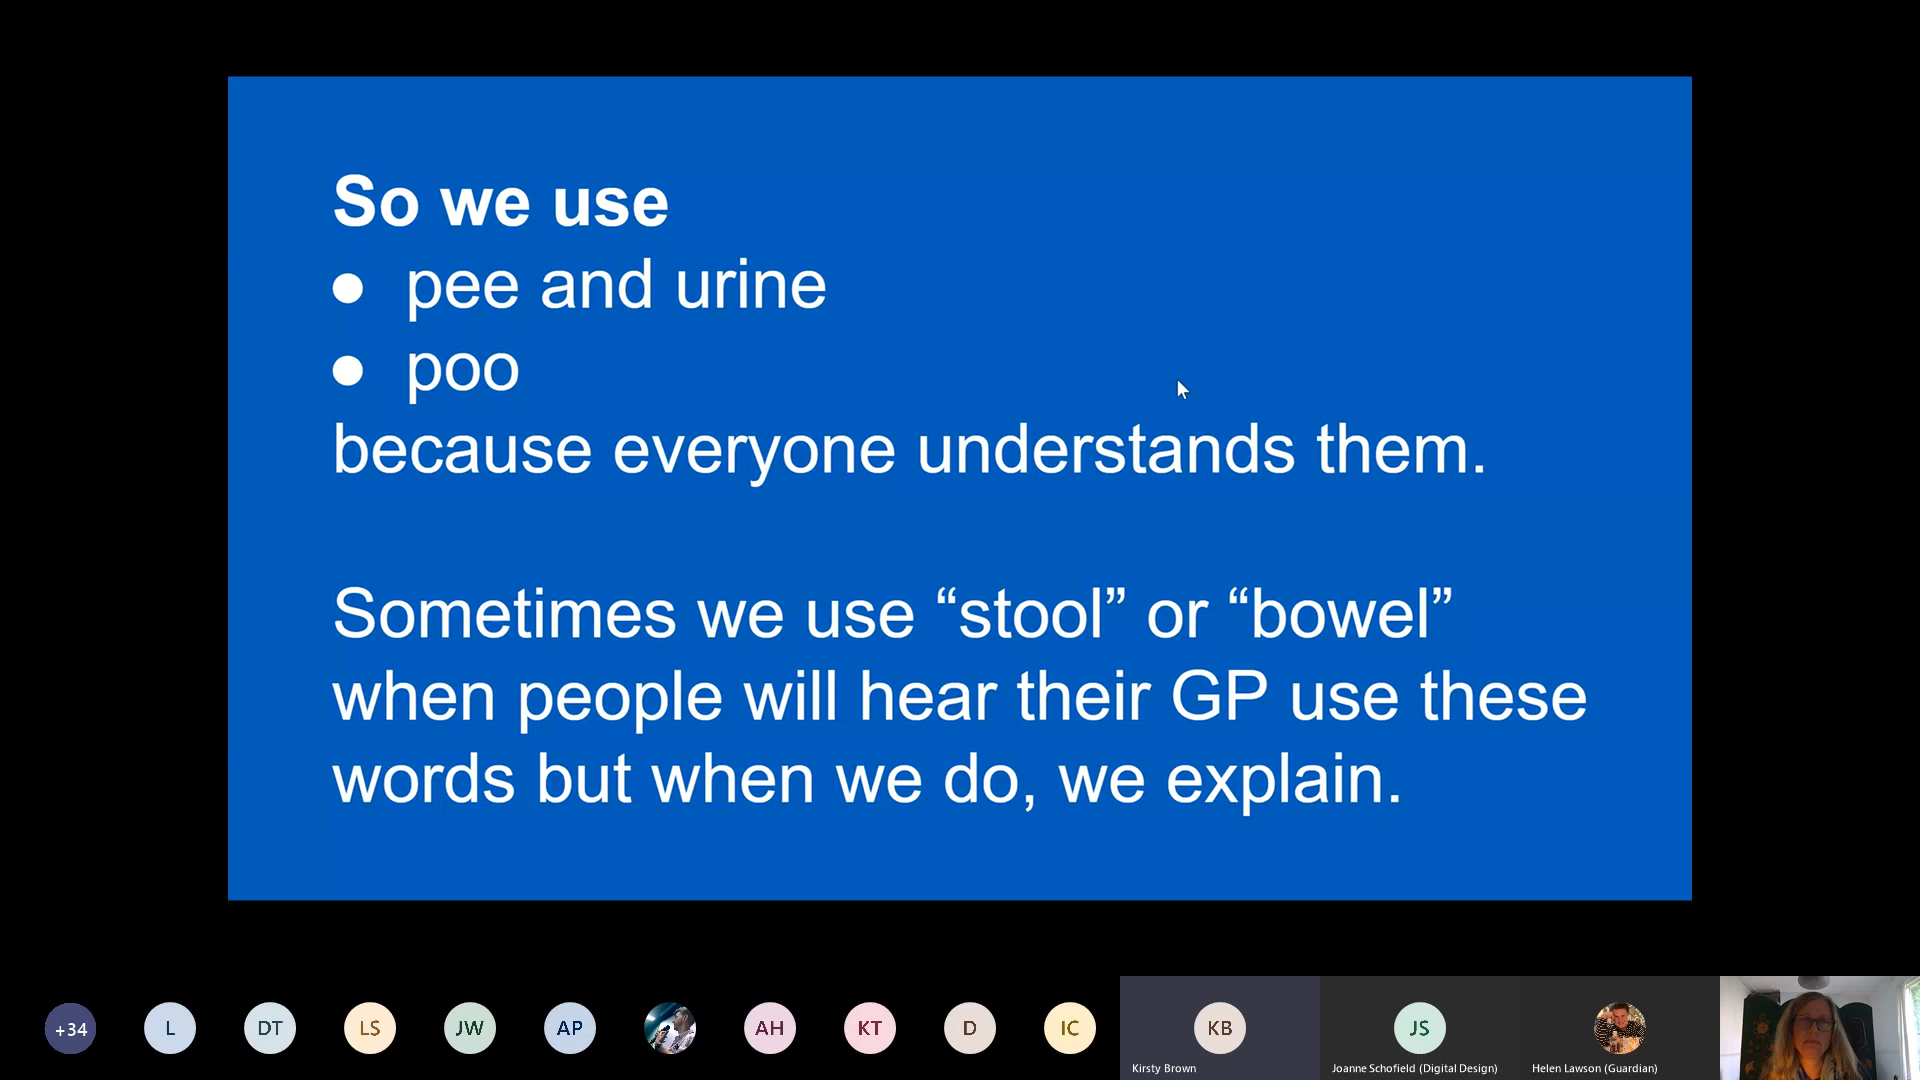 So we use
● pee and urine
● poo
because everyone understands them.
Sometimes we use “stool” or “bowel”
when people will hear their GP use these
words but when we do, we explain.
+34
L
DT
LS
JW
AP
AH
KT
D
IC
KB
JS
Kirsty Brown
Joanne Schofield (Digital Design)
Helen Lawson (Guardian)